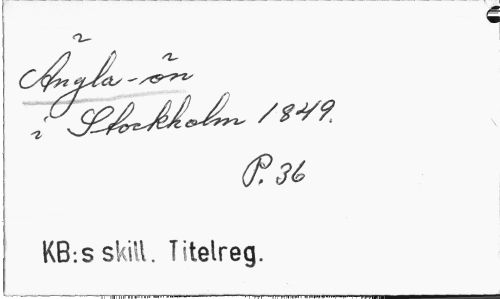 Ängla-ön
i Stockholm 1849.
P. 36
KB:s skill. Titelreg.